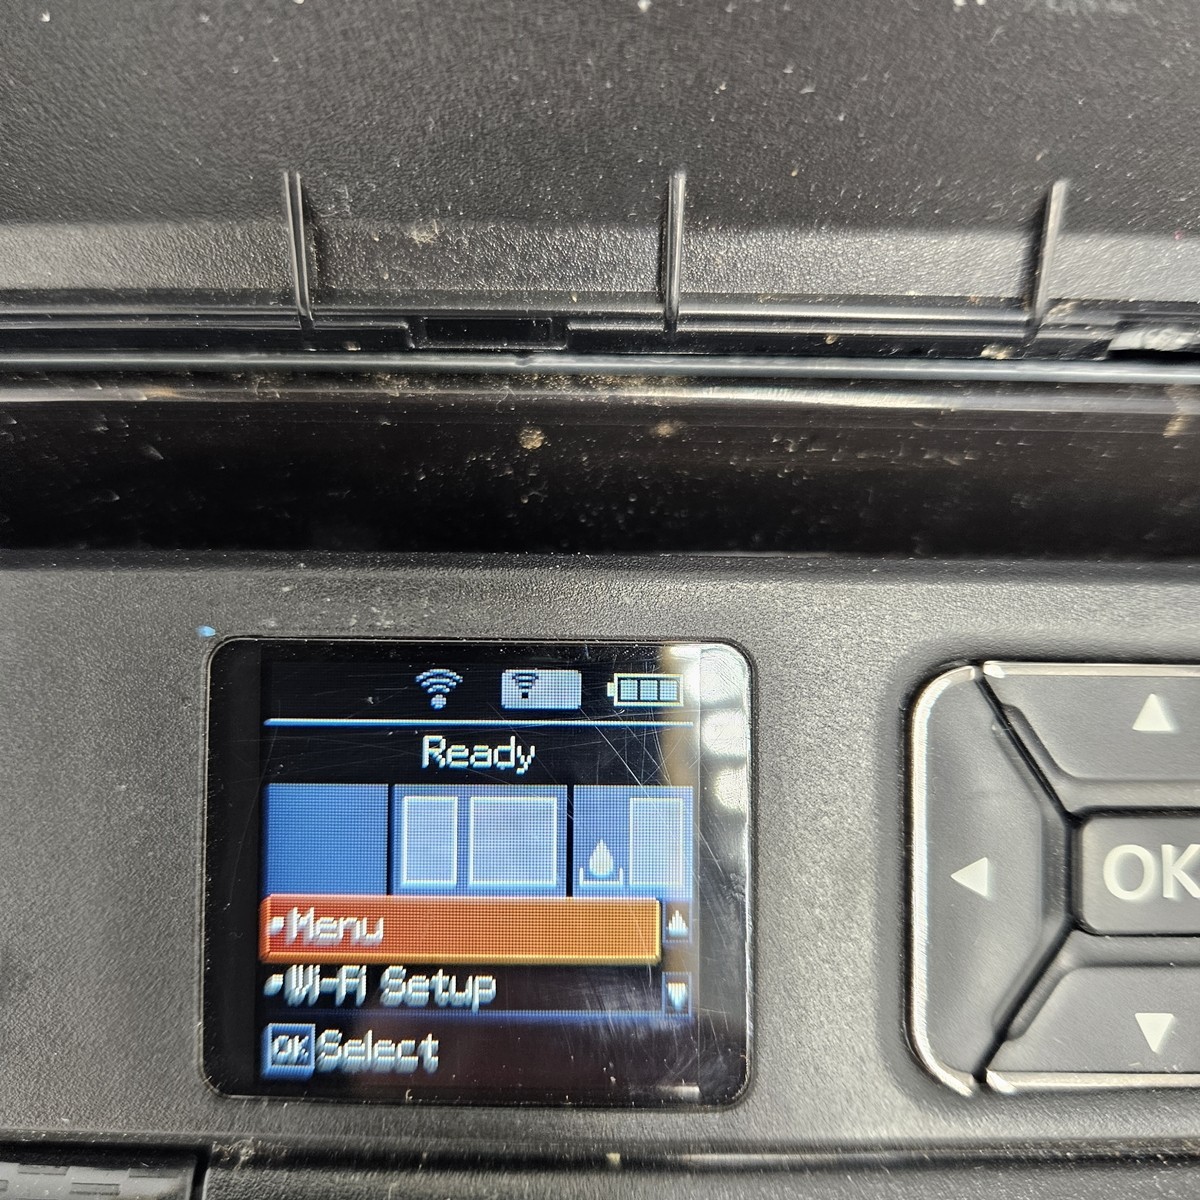 Ready
•Menu
•Wi-Fi Setup
OK Select
OK